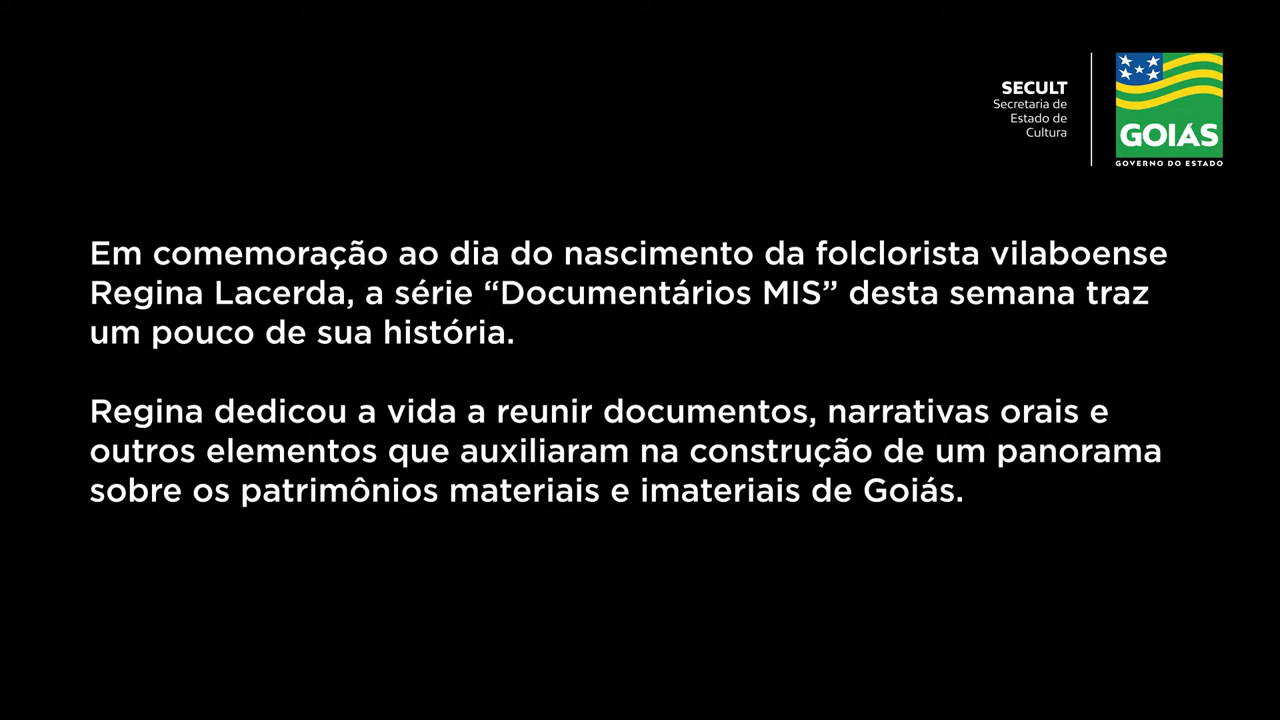 SECULT
Secretaria de
Estado de
Cultura
GOIÁS
GOVERNO DO ESTADO
Em comemoração ao dia do nascimento da folclorista vilaboense
Regina Lacerda, a série “Documentários MIS” desta semana traz
um pouco de sua história.
Regina dedicou a vida a reunir documentos, narrativas orais e
outros elementos que auxiliaram na construção de um panorama
sobre os patrimônios materiais e imateriais de Goiás.